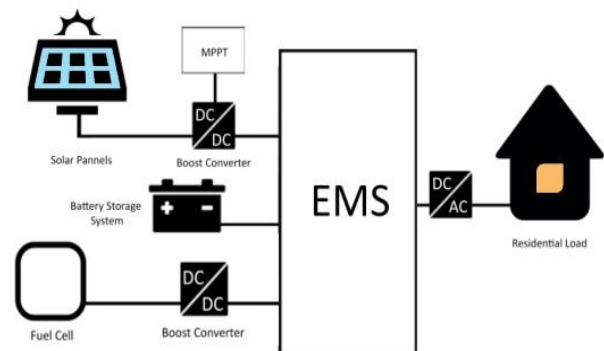 MPPT
DC
DC
Solar Pannels
Boost Converter
Battery Storage
System
+ -
EMS
DC
AC
Residential Load
DC
DC
Fuel Cell
Boost Converter